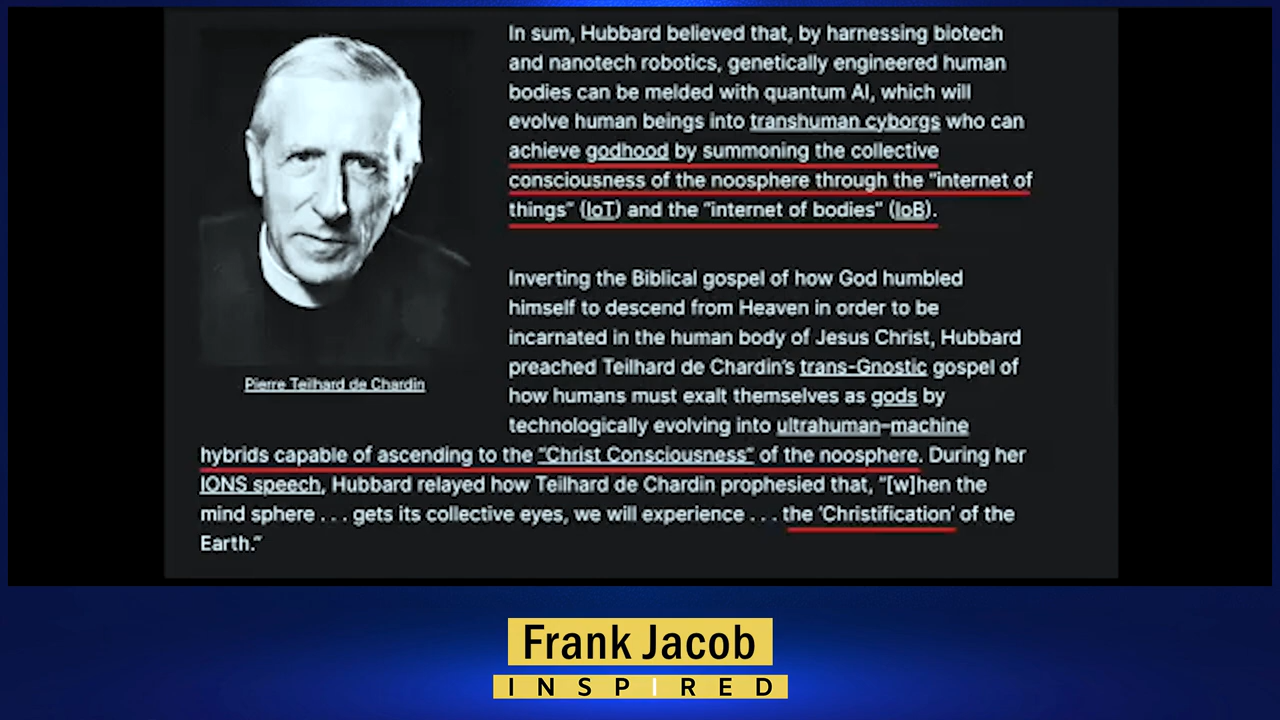 In sum, Hubbard believed that, by harnessing biotech
and nanotech robotics, genetically engineered human
bodies can be melded with quantum AI, which will
evolve human beings into transhuman cyborgs who can
achieve godhood by summoning the collective
consciousness of the noosphere through the "internet of
things" (IoT) and the "internet of bodies" (IoB).
Inverting the Biblical gospel of how God humbled
himself to descend from Heaven in order to be
incarnated in the human body of Jesus Christ, Hubbard
preached Teilhard de Chardin's trans-Gnostic gospel of
how humans must exalt themselves as gods by
technologically evolving into ultrahuman-machine
hybrids capable of ascending to the "Christ Consciousness" of the noosphere. During her
IONS speech, Hubbard relayed how Teilhard de Chardin prophesied that, "[w]hen the
mind sphere . . . gets its collective eyes, we will experience . . . the 'Christification' of the
Earth."
Pierre Teilhard de Chardin
Frank Jacob
INSPIRED